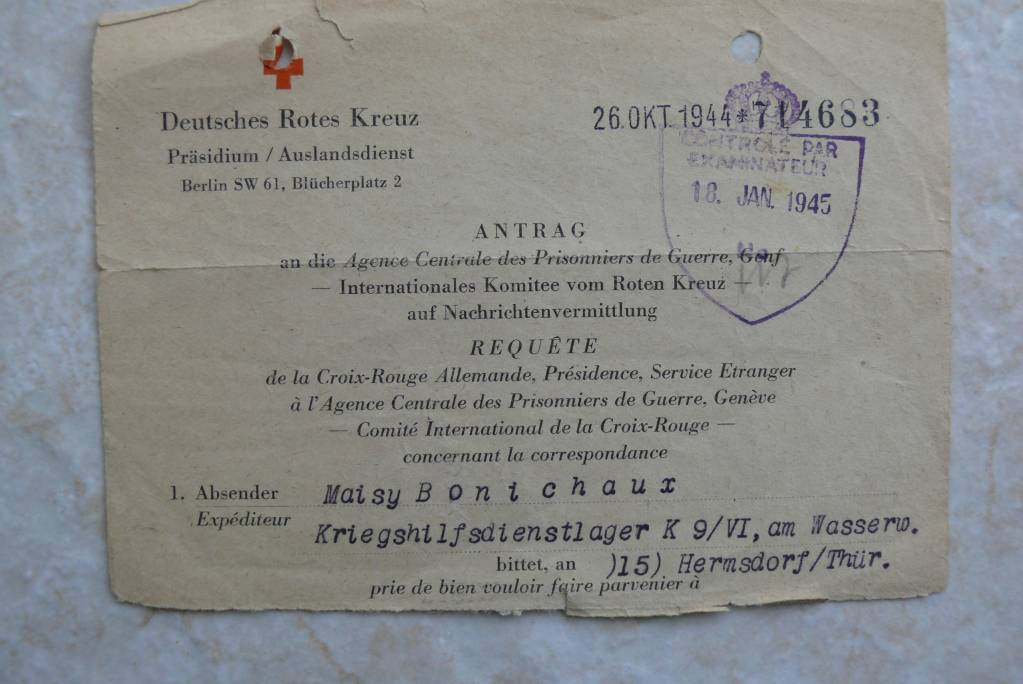 Deutsches Rotes Kreuz
Präsidium / Auslandsdienst
Berlin SW 61, Blücherplatz 2
26.OKT.1944*714683
CONTROLÉ PAR
EXAMINATEUR
18. JAN. 1945
ANTRAG
an die Agence Centrale des Prisonniers de Guerre, Genf
— Internationales Komitee vom Roten Kreuz —
auf Nachrichtenvermittlung
REQUÊTE
de la Croix-Rouge Allemande, Présidence, Service Etranger
à l'Agence Centrale des Prisonniers de Guerre, Genève
— Comité International de la Croix-Rouge —
concernant la correspondance
1. Absender Maisy Bonichaux
Expéditeur
Kriegshilfsdienstlager K 9/VI, am Wasserw.
bittet, an )15) Hermsdorf/Thür.
prie de bien vouloir faire parvenier à